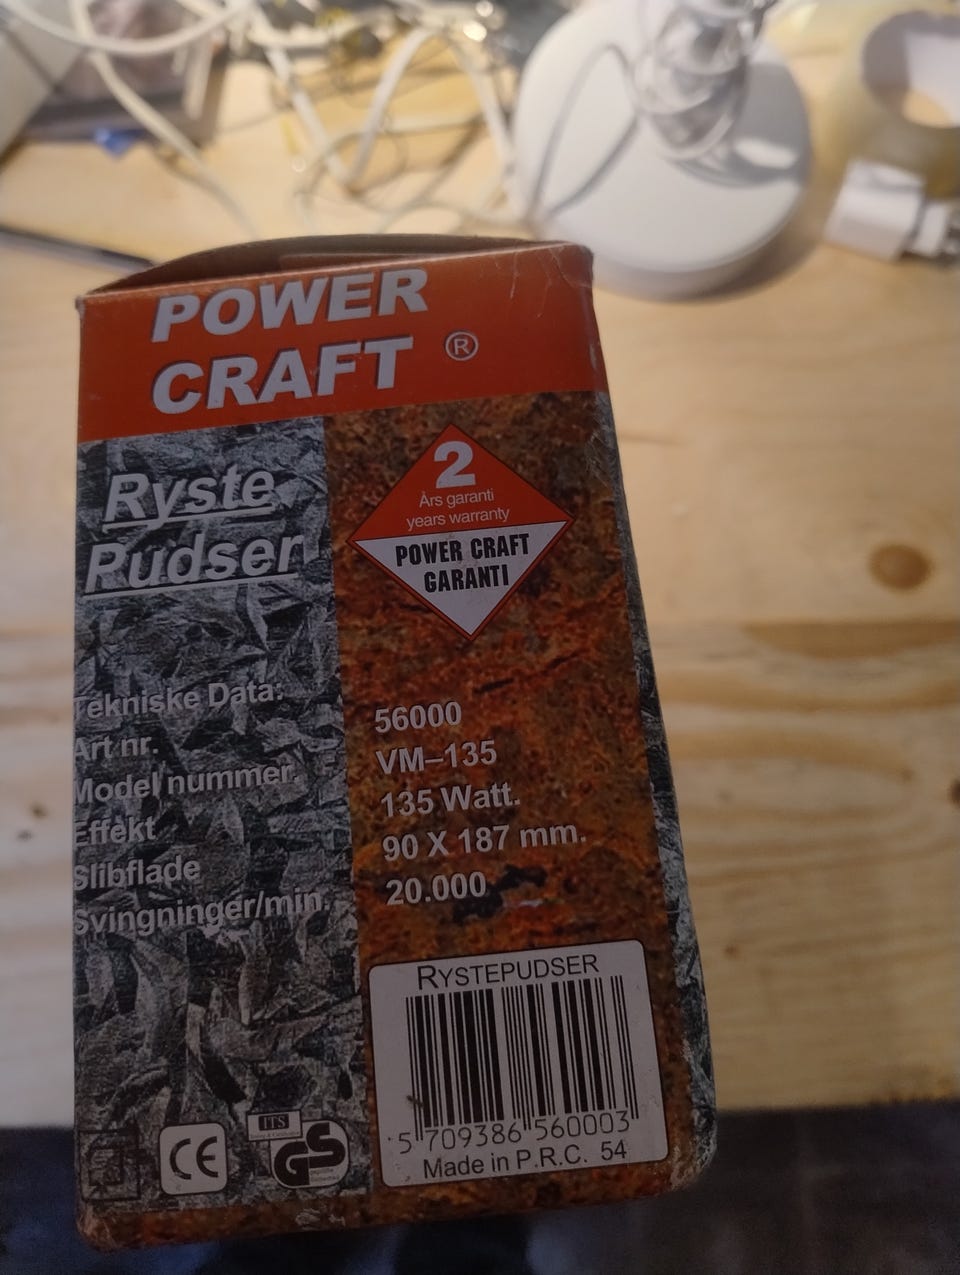 POWER
CRAFT ®
Ryste
Pudser
2
Års garanti
years warranty
POWER CRAFT
GARANTI
Tekniske Data:
Art nr. 56000
Model nummer. VM–135
Effekt 135 Watt.
Slibflade 90 X 187 mm.
Svingninger/min. 20.000
RYSTEPUDSER
5 709386 560003
Made in P.R.C. 54
CE
ITS
GS